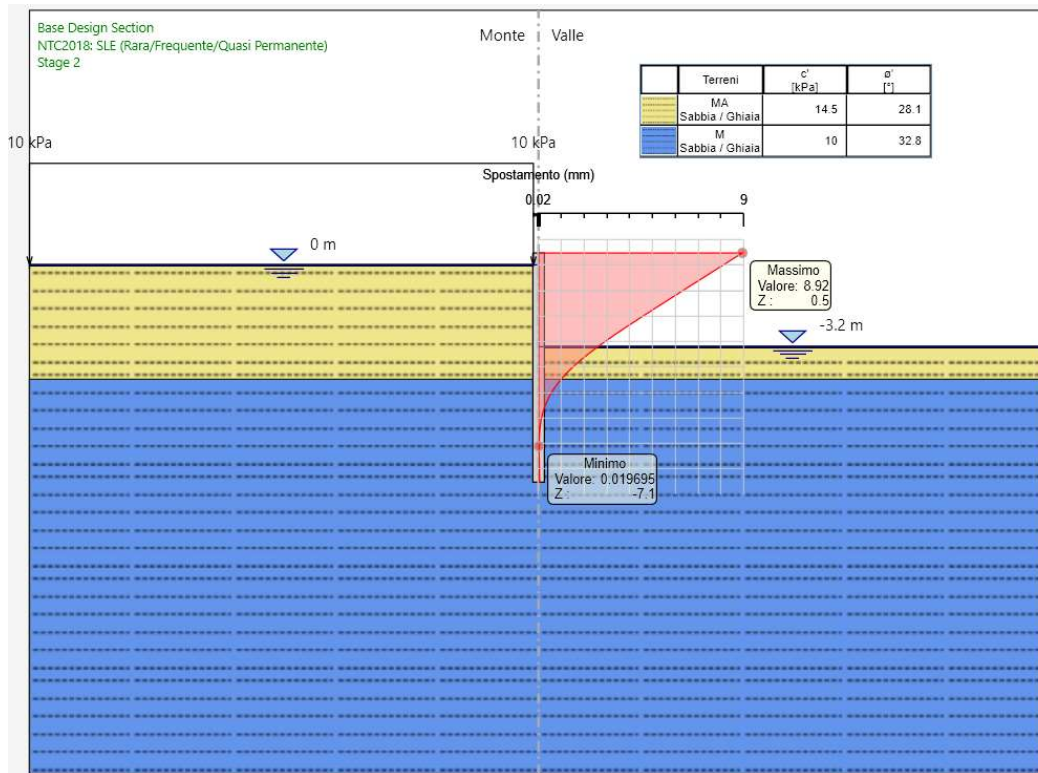 Base Design Section
NTC2018: SLE (Rara/Frequente/Quasi Permanente)
Stage 2
Monte Valle
Terreni c' ø'
[kPa] [°]
MA
Sabbia / Ghiaia 14.5 28.1
M
Sabbia / Ghiaia 10 32.8
10 kPa 10 kPa
Spostamento (mm)
0.02 9
0 m
Massimo
Valore: 8.92
Z : 0.5
-3.2 m
Minimo
Valore: 0.019695
Z : -7.1